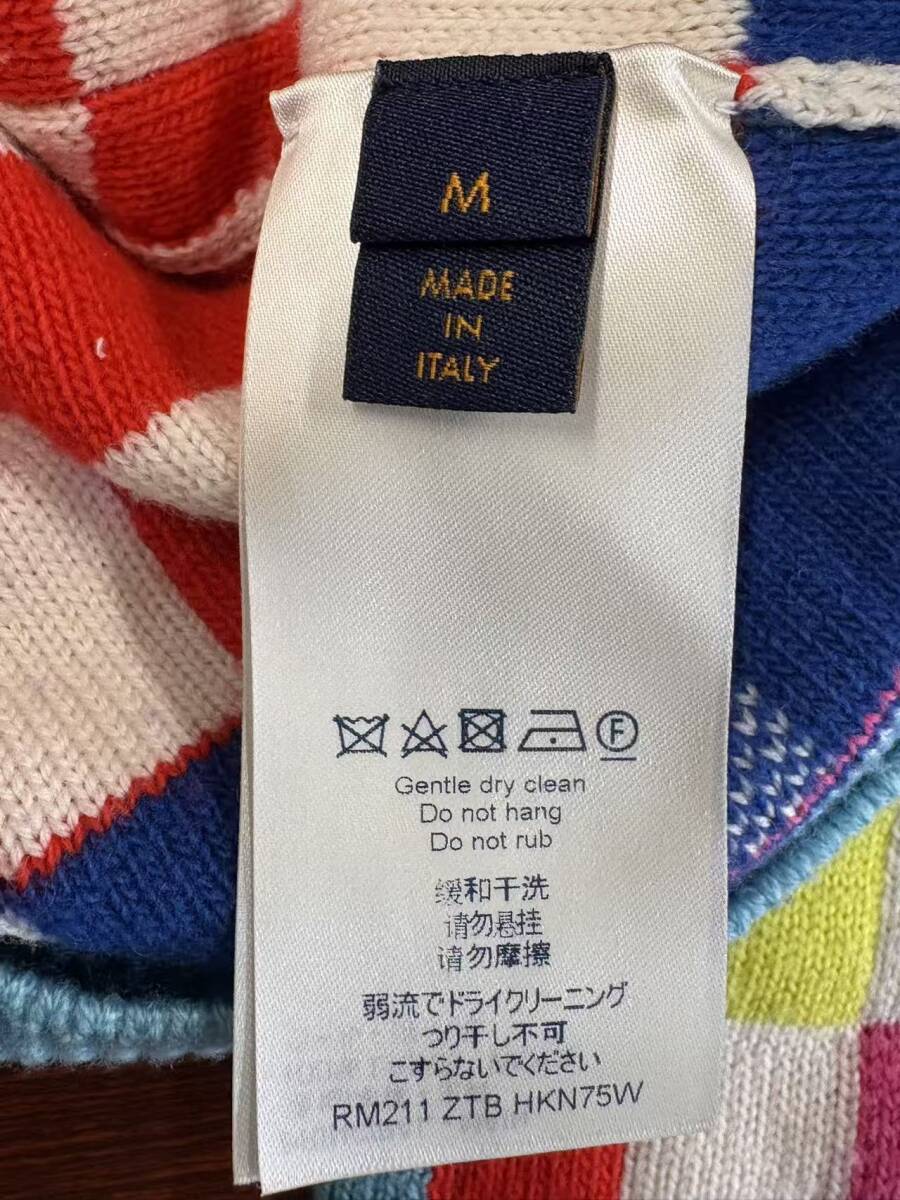 M
MADE
IN
ITALY
F
Gentle dry clean
Do not hang
Do not rub
缓和干洗
请勿悬挂
请勿摩擦
弱流でドライクリーニング
つり干し不可
こすらないでください
RM211 ZTB HKN75W